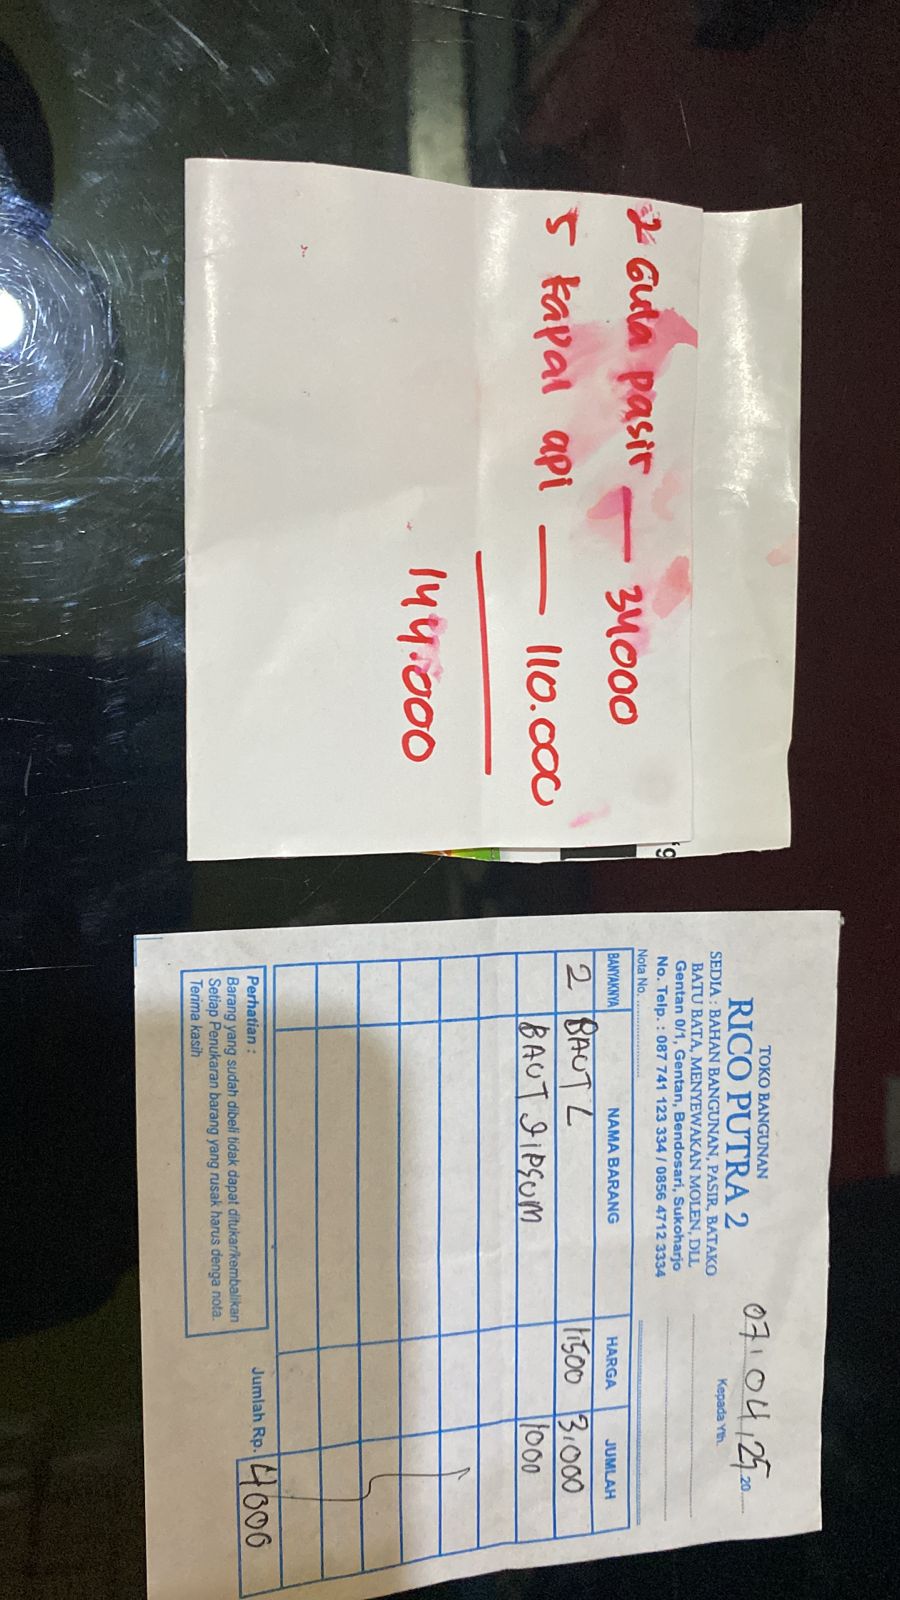 2 Gula pasir — 34000
5 kapal api — 110.000
144.000
TOKO BANGUNAN
RICO PUTRA 2
SEDIA : BAHAN BANGUNAN, PASIR, BATAKO
BATU BATA, MENYEWAKAN MOLEN, DLL
Gentan 0/1, Gentan, Bendosari, Sukoharjo
No. Telp. : 087 741 123 334 / 0856 4712 3334
07.04.25 20
Kepada Yth.
Nota No.
BANYAKNYA NAMA BARANG HARGA JUMLAH
2 BAUT L 1.500 3.000
BAUT JIPSUM 1000
Jumlah Rp. 4000
Perhatian :
Barang yang sudah dibeli tidak dapat ditukar/kembalikan
Setiap Penukaran barang yang rusak harus denga nota.
Terima kasih